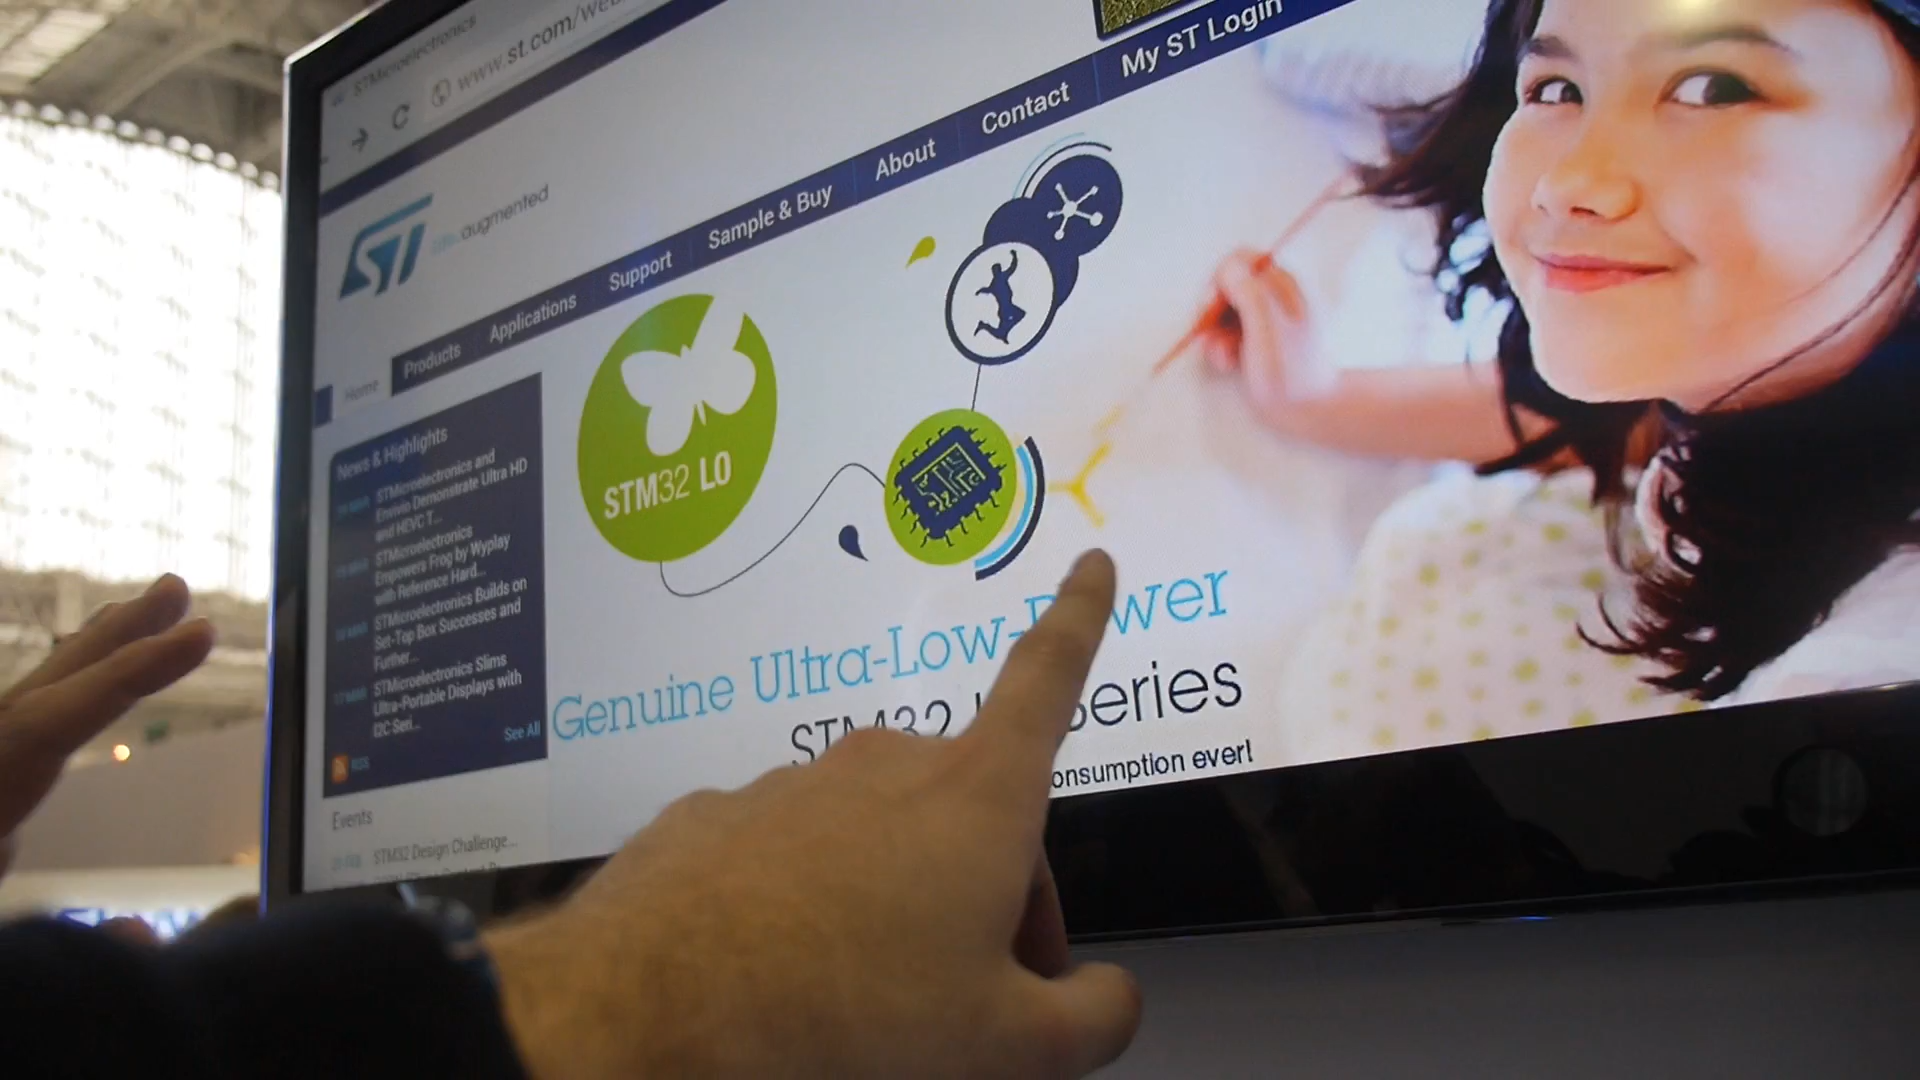 STMicroelectronics
www.st.com/web
ST
augmented
Home
Products
Applications
Support
Sample & Buy
About
Contact
My ST Login
News & Highlights
STMicroelectronics and
Envivio Demonstrate Ultra HD
and HEVC T...
STMicroelectronics
Empowers Frog by Wyplay
with Reference Hard...
STMicroelectronics Builds on
Set-Top Box Successes and
Further...
STMicroelectronics Slims
Ultra-Portable Displays with
I2C Seri...
See All
RSS
Events
STM32 Design Challenge...
STM32 L0
Genuine Ultra-Low-Power
STM32 L Series
onsumption ever!